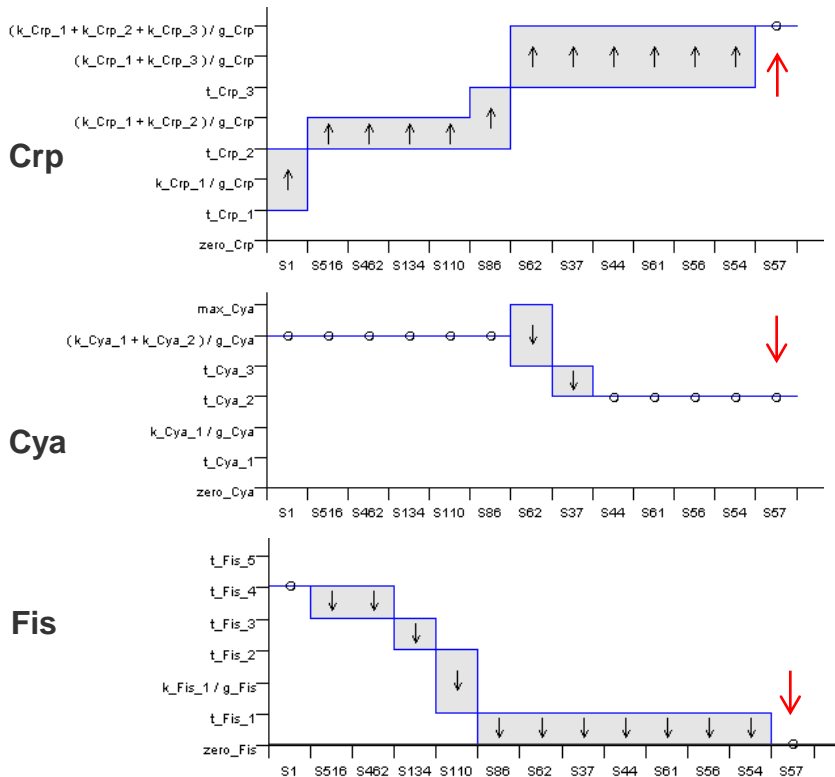 (k_Crp_1 + k_Crp_2 + k_Crp_3) / g_Crp
(k_Crp_1 + k_Crp_3) / g_Crp
t_Crp_3
(k_Crp_1 + k_Crp_2) / g_Crp
Crp
t_Crp_2
k_Crp_1 / g_Crp
t_Crp_1
zero_Crp
S1 S516 S462 S134 S110 S86 S62 S37 S44 S61 S56 S54 S57
max_Cya
(k_Cya_1 + k_Cya_2) / g_Cya
t_Cya_3
t_Cya_2
Cya
k_Cya_1 / g_Cya
t_Cya_1
zero_Cya
S1 S516 S462 S134 S110 S86 S62 S37 S44 S61 S56 S54 S57
t_Fis_5
t_Fis_4
Fis
t_Fis_3
t_Fis_2
k_Fis_1 / g_Fis
t_Fis_1
zero_Fis
S1 S516 S462 S134 S110 S86 S62 S37 S44 S61 S56 S54 S57